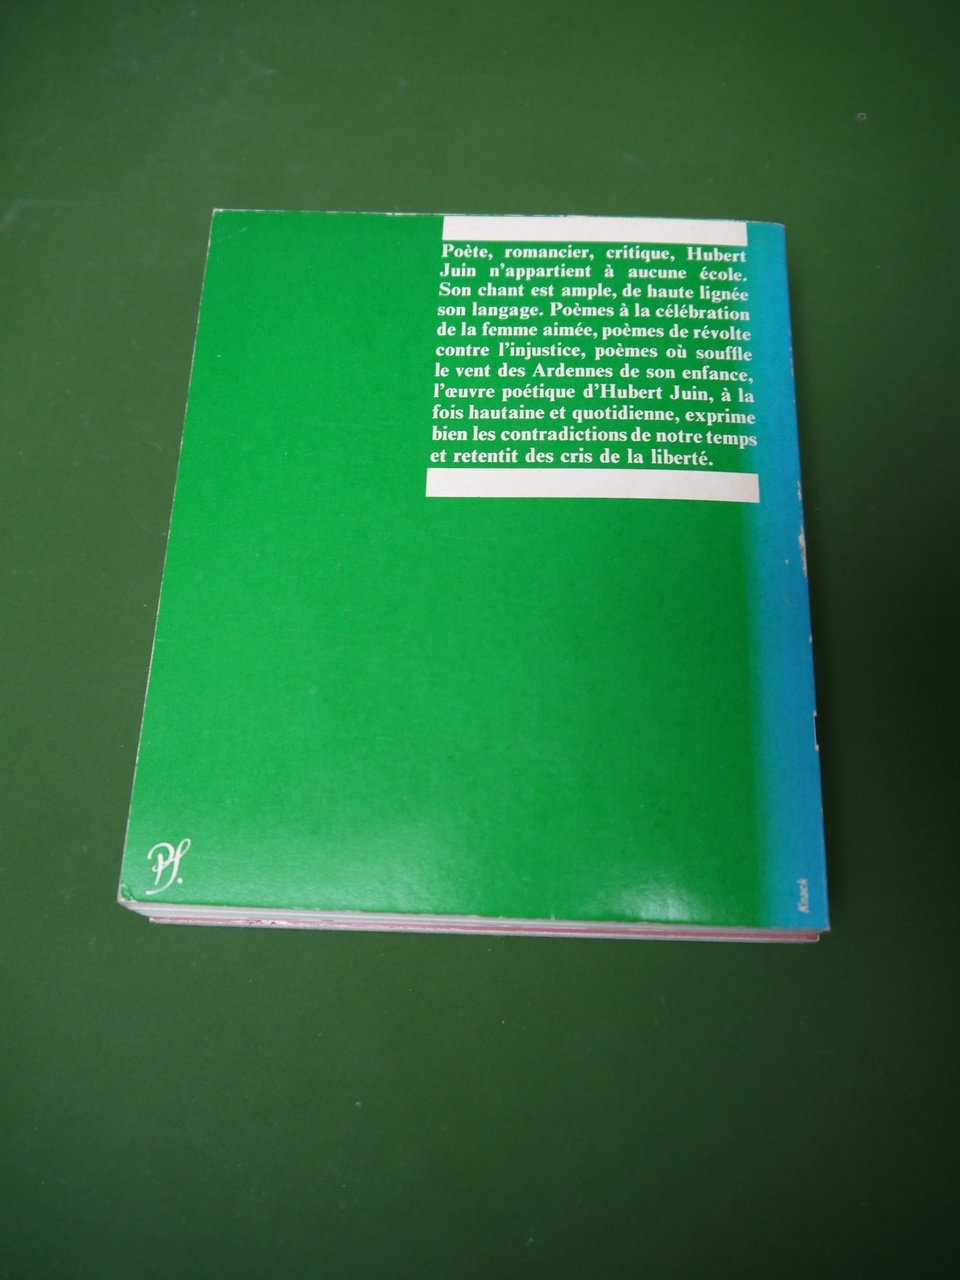 Poète, romancier, critique, Hubert
Juin n'appartient à aucune école.
Son chant est ample, de haute lignée
son langage. Poèmes à la célébration
de la femme aimée, poèmes de révolte
contre l'injustice, poèmes où souffle
le vent des Ardennes de son enfance,
l'œuvre poétique d'Hubert Juin, à la
fois hautaine et quotidienne, exprime
bien les contradictions de notre temps
et retentit des cris de la liberté.
PS.
Knack